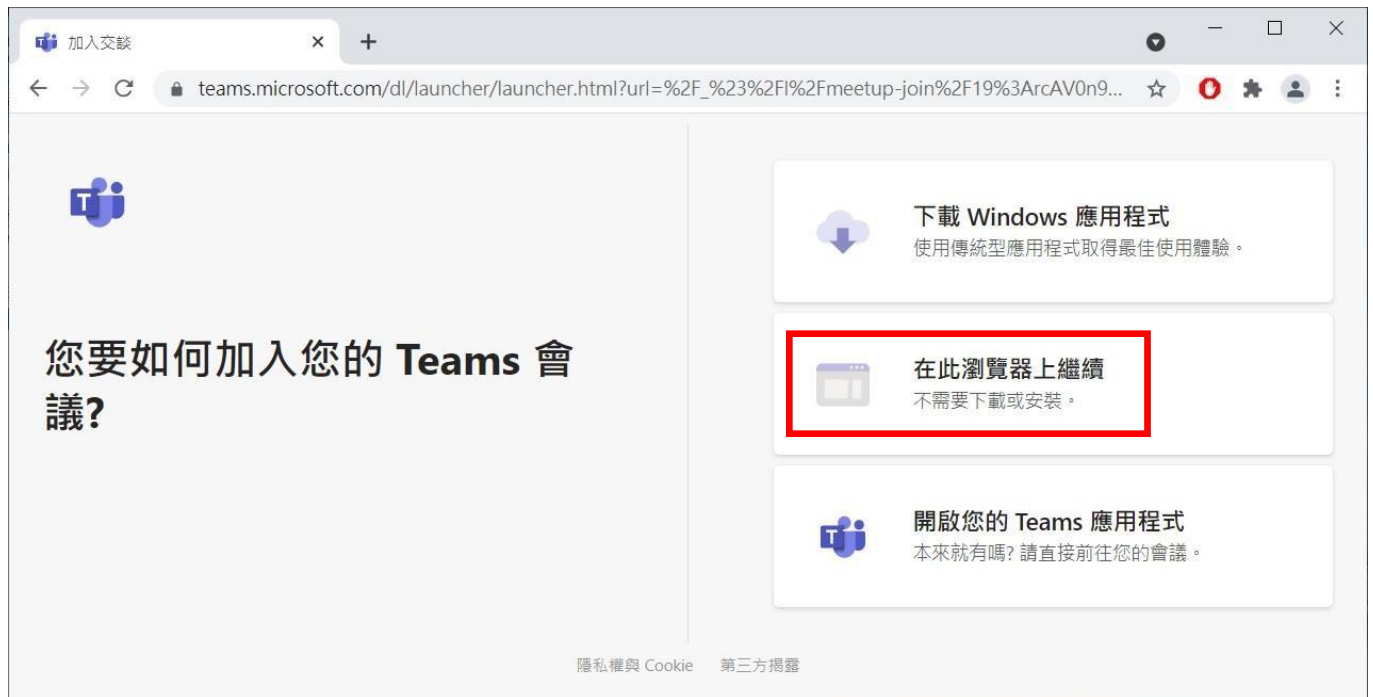 加入交談
teams.microsoft.com/dl/launcher/launcher.html?url=%2F_%23%2Fl%2Fmeetup-join%2F19%3ArcAV0n9...
您要如何加入您的 Teams 會
議?
下載 Windows 應用程式
使用傳統型應用程式取得最佳使用體驗。
在此瀏覽器上繼續
不需要下載或安裝。
開啟您的 Teams 應用程式
本來就有嗎? 請直接前往您的會議。
隱私權與 Cookie 第三方揭露